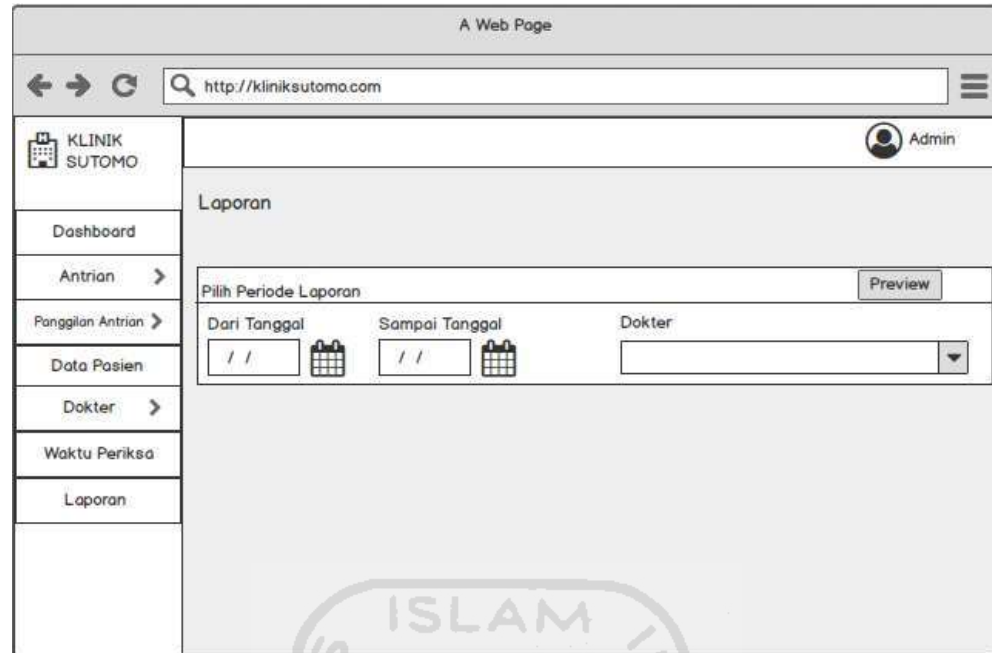 A Web Page
http://kliniksutomo.com
KLINIK
SUTOMO
Admin
Laporan
Dashboard
Antrian
Panggilan Antrian
Data Pasien
Dokter
Waktu Periksa
Laporan
Pilih Periode Laporan
Preview
Dari Tanggal
Sampai Tanggal
Dokter
/ /
/ /
ISLAM